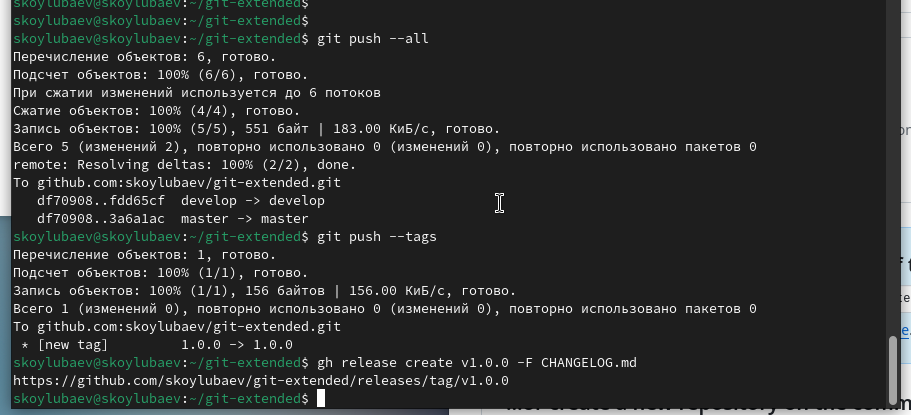 skoylubaev@skoylubaev:~/git-extended$
skoylubaev@skoylubaev:~/git-extended$
skoylubaev@skoylubaev:~/git-extended$ git push --all
Перечисление объектов: 6, готово.
Подсчет объектов: 100% (6/6), готово.
При сжатии изменений используется до 6 потоков
Сжатие объектов: 100% (4/4), готово.
Запись объектов: 100% (5/5), 551 байт | 183.00 КиБ/с, готово.
Всего 5 (изменений 2), повторно использовано 0 (изменений 0), повторно использовано пакетов 0
remote: Resolving deltas: 100% (2/2), done.
To github.com:skoylubaev/git-extended.git
   df70908..fdd65cf  develop -> develop
   df70908..3a6a1ac  master -> master
skoylubaev@skoylubaev:~/git-extended$ git push --tags
Перечисление объектов: 1, готово.
Подсчет объектов: 100% (1/1), готово.
Запись объектов: 100% (1/1), 156 байтов | 156.00 КиБ/с, готово.
Всего 1 (изменений 0), повторно использовано 0 (изменений 0), повторно использовано пакетов 0
To github.com:skoylubaev/git-extended.git
 * [new tag]         1.0.0 -> 1.0.0
skoylubaev@skoylubaev:~/git-extended$ gh release create v1.0.0 -F CHANGELOG.md
https://github.com/skoylubaev/git-extended/releases/tag/v1.0.0
skoylubaev@skoylubaev:~/git-extended$